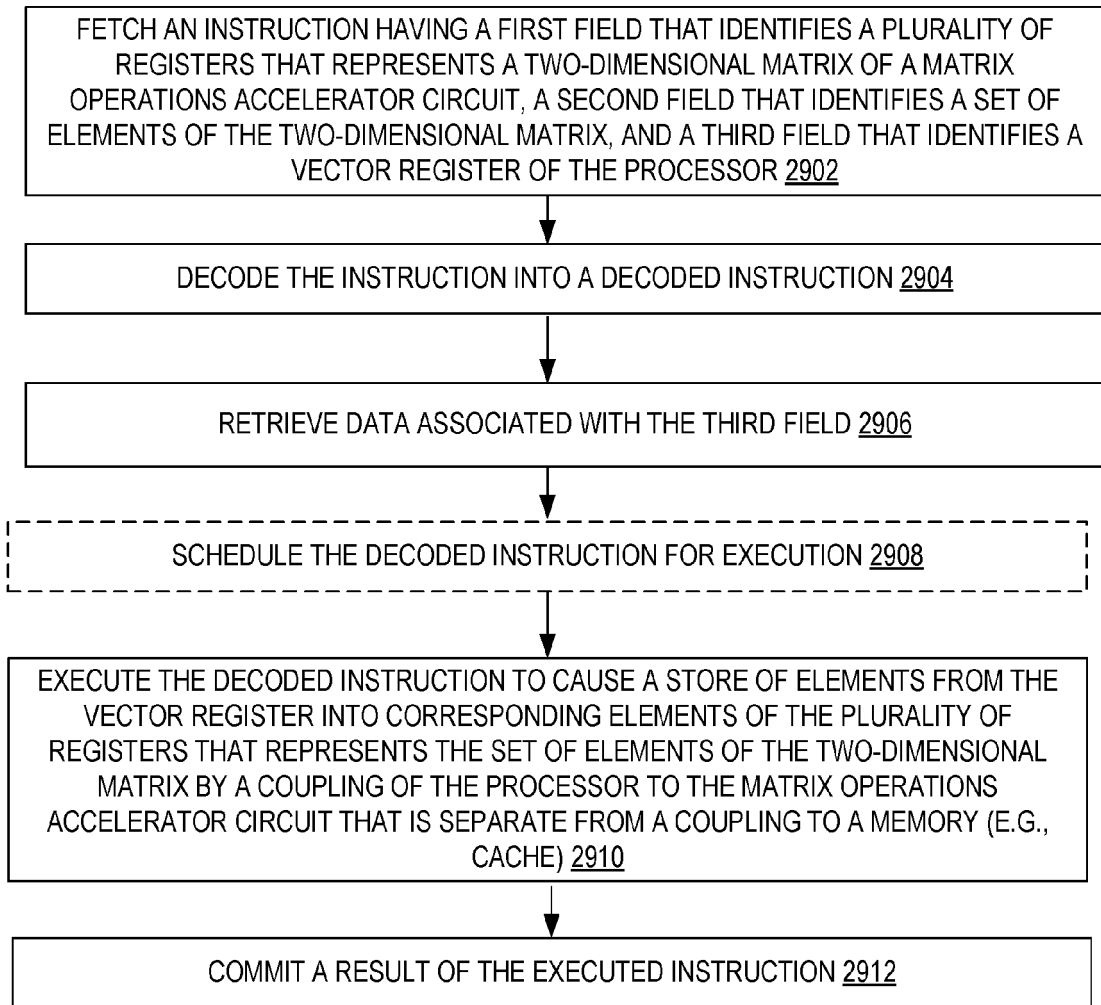 FETCH AN INSTRUCTION HAVING A FIRST FIELD THAT IDENTIFIES A PLURALITY OF
REGISTERS THAT REPRESENTS A TWO-DIMENSIONAL MATRIX OF A MATRIX
OPERATIONS ACCELERATOR CIRCUIT, A SECOND FIELD THAT IDENTIFIES A SET OF
ELEMENTS OF THE TWO-DIMENSIONAL MATRIX, AND A THIRD FIELD THAT IDENTIFIES A
VECTOR REGISTER OF THE PROCESSOR 2902
DECODE THE INSTRUCTION INTO A DECODED INSTRUCTION 2904
RETRIEVE DATA ASSOCIATED WITH THE THIRD FIELD 2906
SCHEDULE THE DECODED INSTRUCTION FOR EXECUTION 2908
EXECUTE THE DECODED INSTRUCTION TO CAUSE A STORE OF ELEMENTS FROM THE
VECTOR REGISTER INTO CORRESPONDING ELEMENTS OF THE PLURALITY OF
REGISTERS THAT REPRESENTS THE SET OF ELEMENTS OF THE TWO-DIMENSIONAL
MATRIX BY A COUPLING OF THE PROCESSOR TO THE MATRIX OPERATIONS
ACCELERATOR CIRCUIT THAT IS SEPARATE FROM A COUPLING TO A MEMORY (E.G.,
CACHE) 2910
COMMIT A RESULT OF THE EXECUTED INSTRUCTION 2912